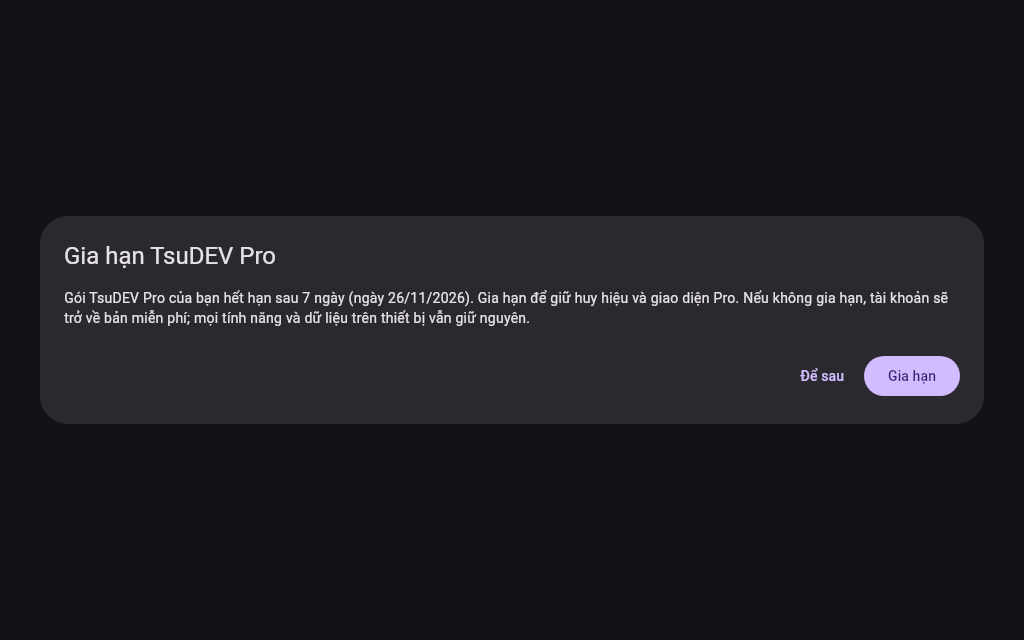 Gia hạn TsuDEV Pro
Gói TsuDEV Pro của bạn hết hạn sau 7 ngày (ngày 26/11/2026). Gia hạn để giữ huy hiệu và giao diện Pro. Nếu không gia hạn, tài khoản sẽ
trở về bản miễn phí; mọi tính năng và dữ liệu trên thiết bị vẫn giữ nguyên.
Để sau
Gia hạn